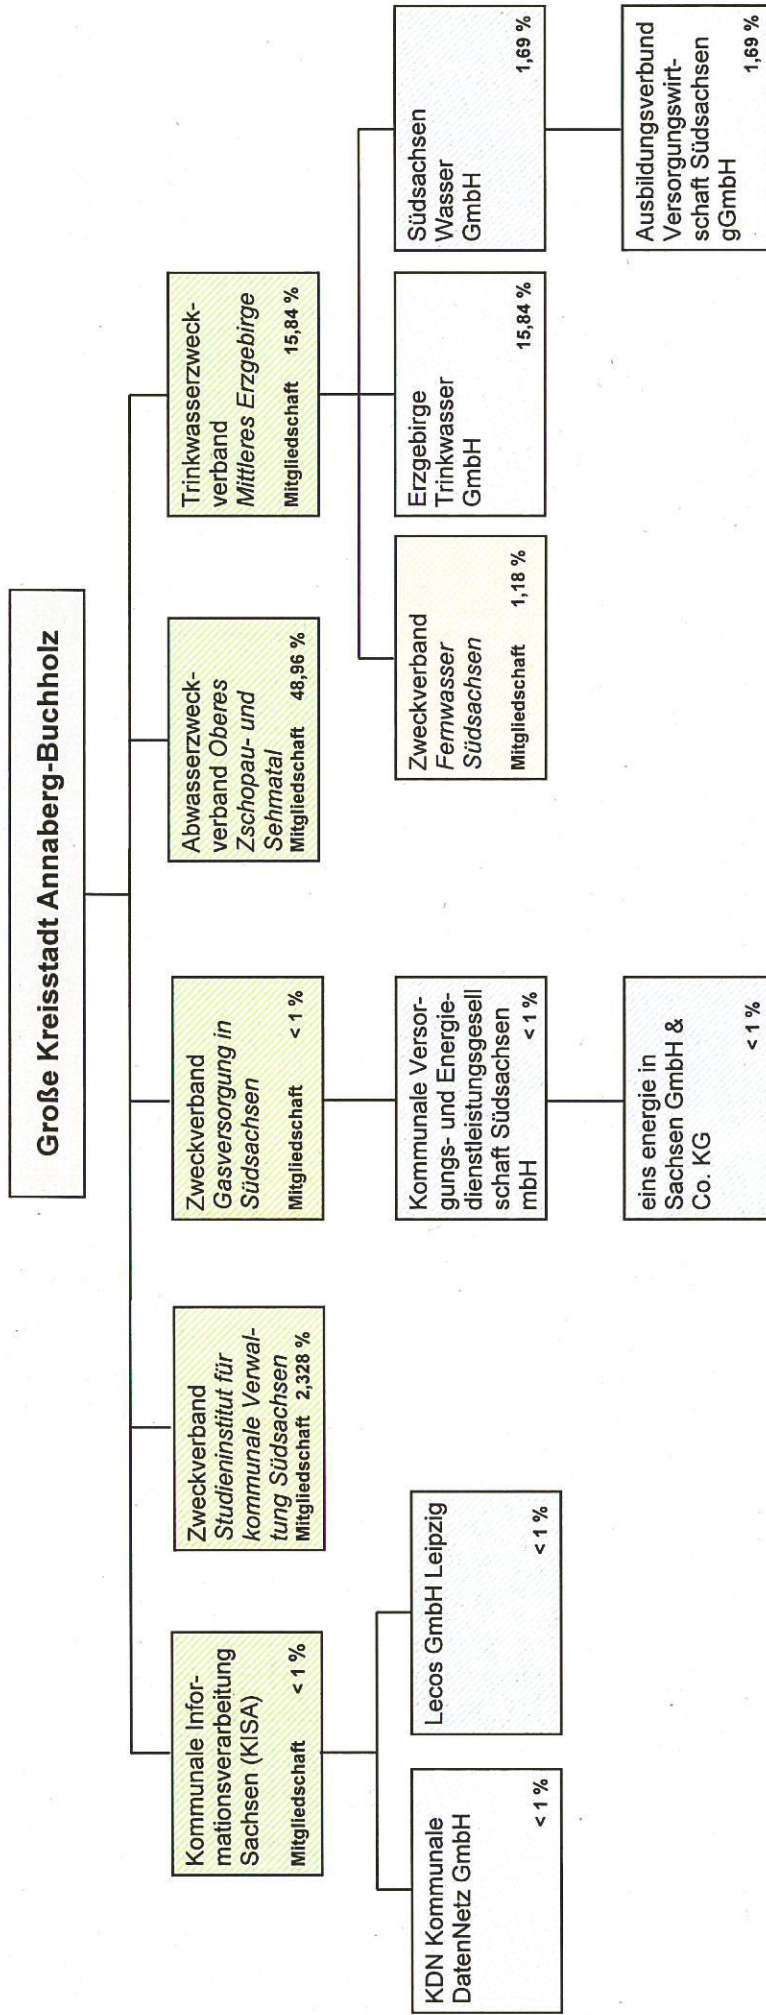 Große Kreisstadt Annaberg-Buchholz
Kommunale Infor-
mationsverarbeitung
Sachsen (KISA)
Mitgliedschaft < 1 %
Zweckverband
Studieninstitut für
kommunale Verwal-
tung Südsachsen
Mitgliedschaft 2,328 %
Zweckverband
Gasversorgung in
Südsachsen
Mitgliedschaft < 1 %
Abwasserzweck-
verband Oberes
Zschopau- und
Sehmatal
Mitgliedschaft 48,96 %
Trinkwasserzweck-
verband
Mittleres Erzgebirge
Mitgliedschaft 15,84 %
KDN Kommunale
DatenNetz GmbH
< 1 %
Lecos GmbH Leipzig
< 1 %
Kommunale Versor-
gungs- und Energie-
dienstleistungsgesell
schaft Südsachsen
mbH < 1 %
Zweckverband
Fernwasser
Südsachsen
Mitgliedschaft 1,18 %
Erzgebirge
Trinkwasser
GmbH
15,84 %
Südsachsen
Wasser
GmbH
1,69 %
eins energie in
Sachsen GmbH &
Co. KG
< 1 %
Ausbildungsverbund
Versorgungswirt-
schaft Südsachsen
gGmbH
1,69 %